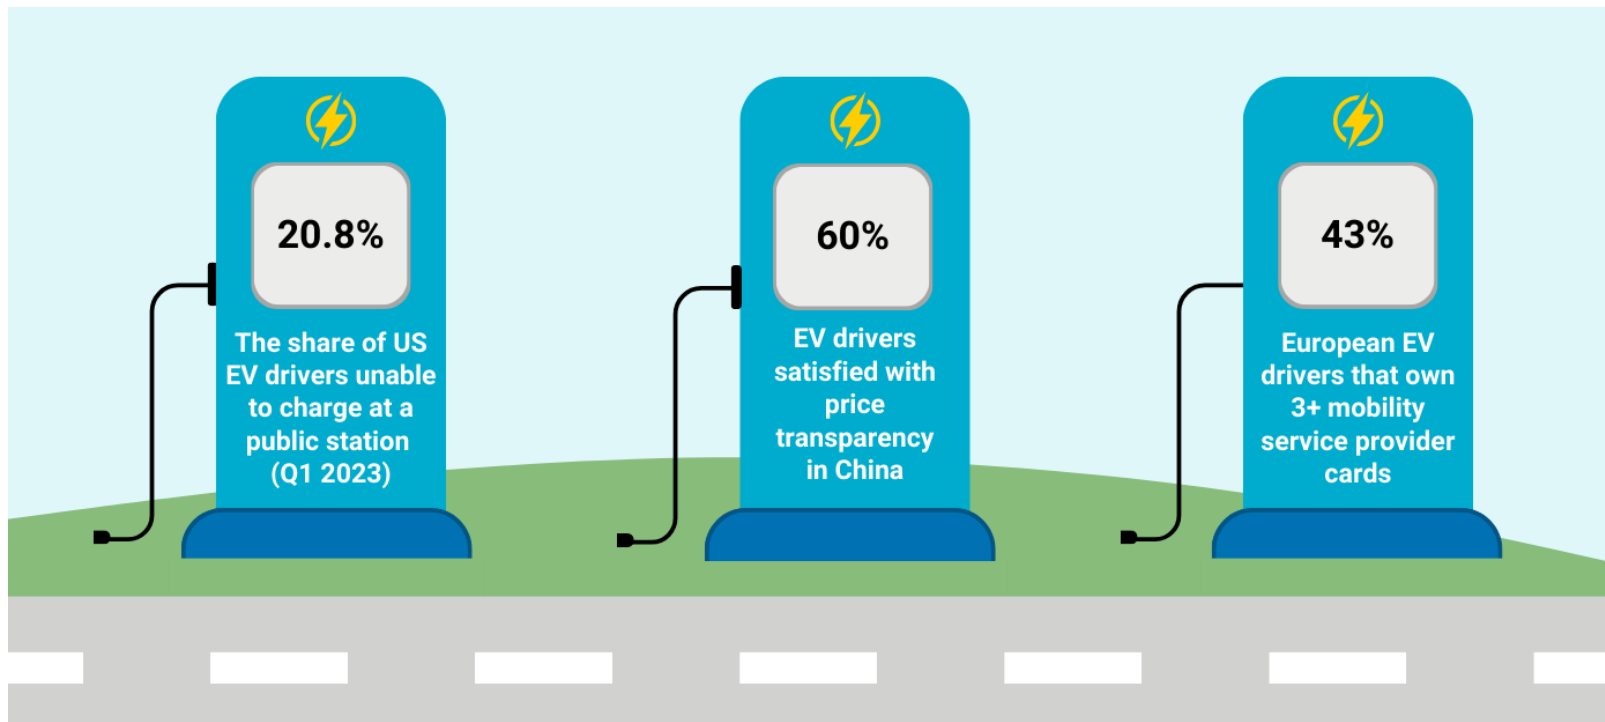 20.8%
The share of US
EV drivers unable
to charge at a
public station
(Q1 2023)
60%
EV drivers
satisfied with
price
transparency
in China
43%
European EV
drivers that own
3+ mobility
service provider
cards